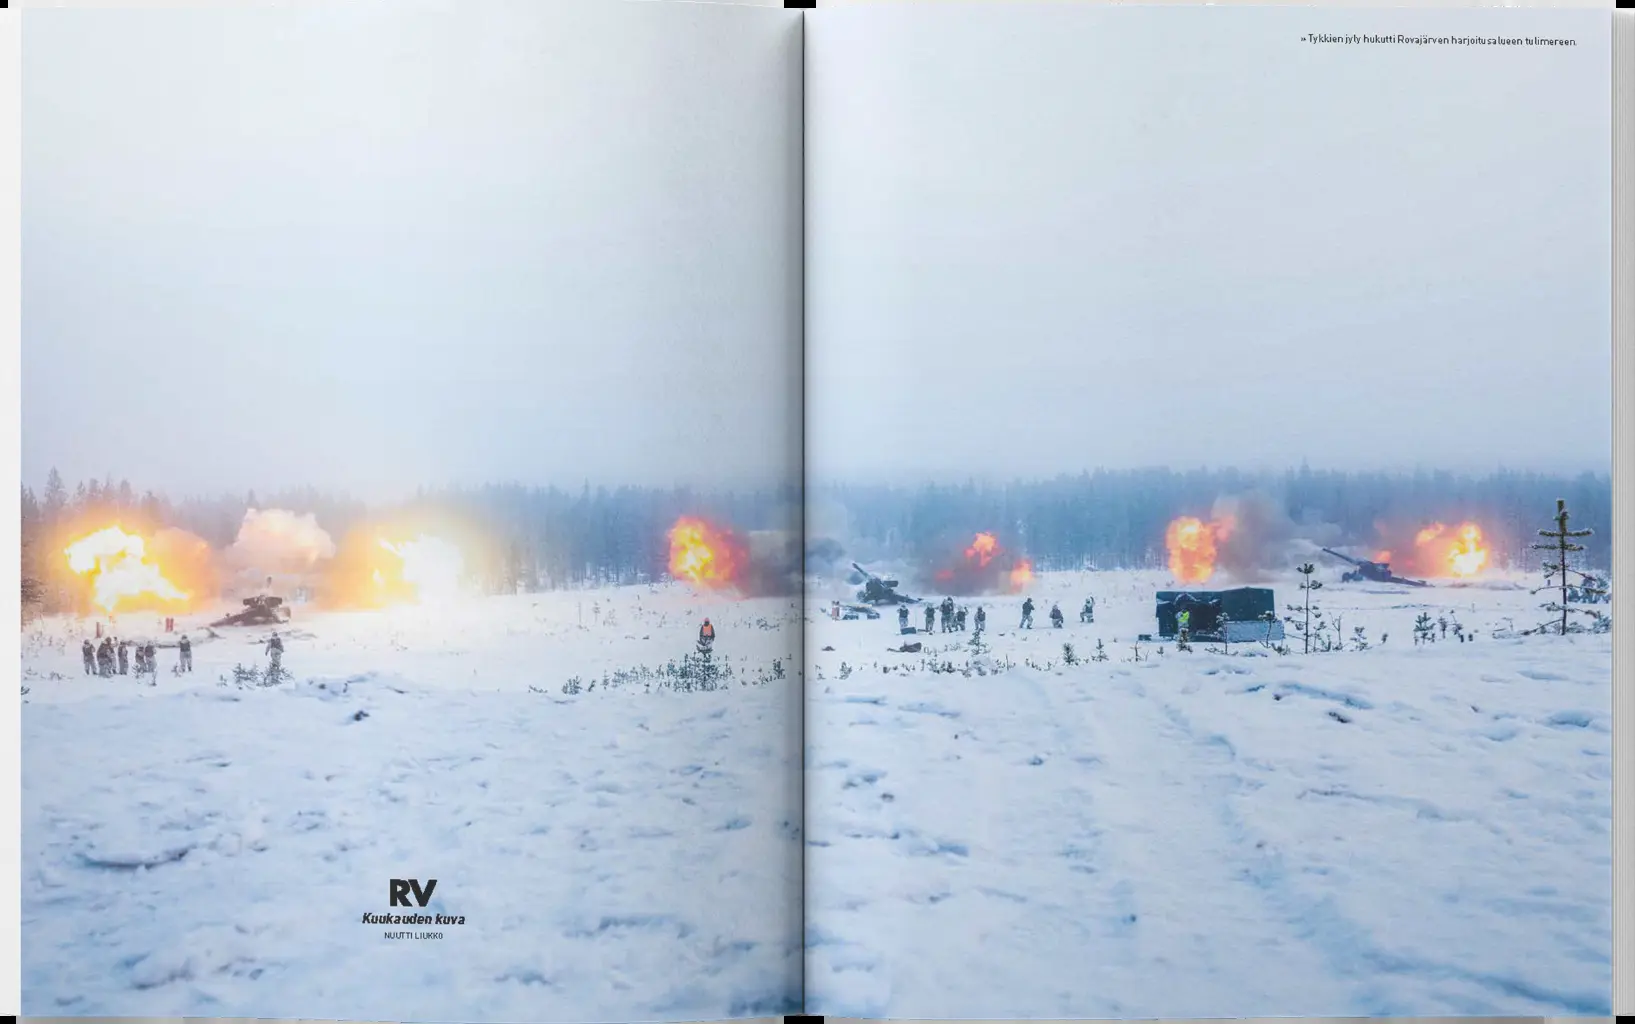 » Tykkien jyly hukutti Rovajärven harjoitusalueen tulimereen.
RV
Kuukauden kuva
NUUTTI LIUKKO